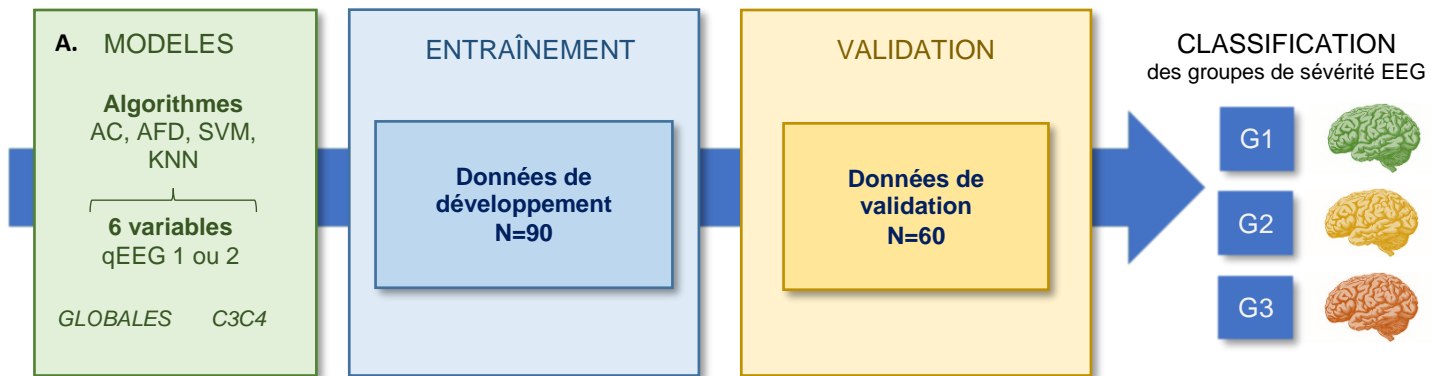 A. MODELES
Algorithmes
AC, AFD, SVM,
KNN
6 variables
qEEG 1 ou 2
GLOBALES C3C4
ENTRAÎNEMENT
Données de
développement
N=90
VALIDATION
Données de
validation
N=60
CLASSIFICATION
des groupes de sévérité EEG
G1
G2
G3